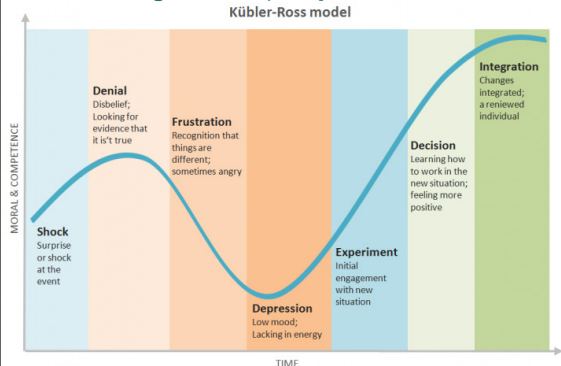 Kübler-Ross model
MORAL & COMPETENCE
Shock
Surprise
or shock
at the
event
Denial
Disbelief;
Looking for
evidence that
it is't true
Frustration
Recognition that
things are
different;
sometimes angry
Depression
Low mood;
Lacking in energy
Experiment
Initial
engagement
with new
situation
Decision
Learning how
to work in the
new situation;
feeling more
positive
Integration
Changes
integrated;
a reniewed
individual
TIME